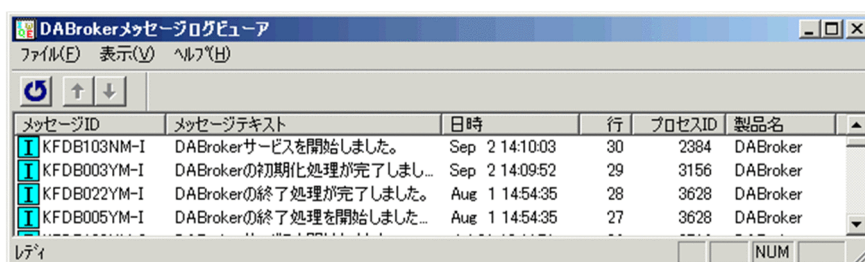 DABrokerメッセージログビューア
ファイル(F) 表示(V) ヘルプ(H)
メッセージID メッセージテキスト 日時 行 プロセスID 製品名
I KFDB103NM-I DABrokerサービスを開始しました。 Sep 2 14:10:03 30 2384 DABroker
I KFDB003YM-I DABrokerの初期化処理が完了しまし... Sep 2 14:09:52 29 3156 DABroker
I KFDB022YM-I DABrokerの終了処理が完了しました。 Aug 1 14:54:35 28 3628 DABroker
I KFDB005YM-I DABrokerの終了処理を開始しました... Aug 1 14:54:35 27 3628 DABroker
レディ NUM